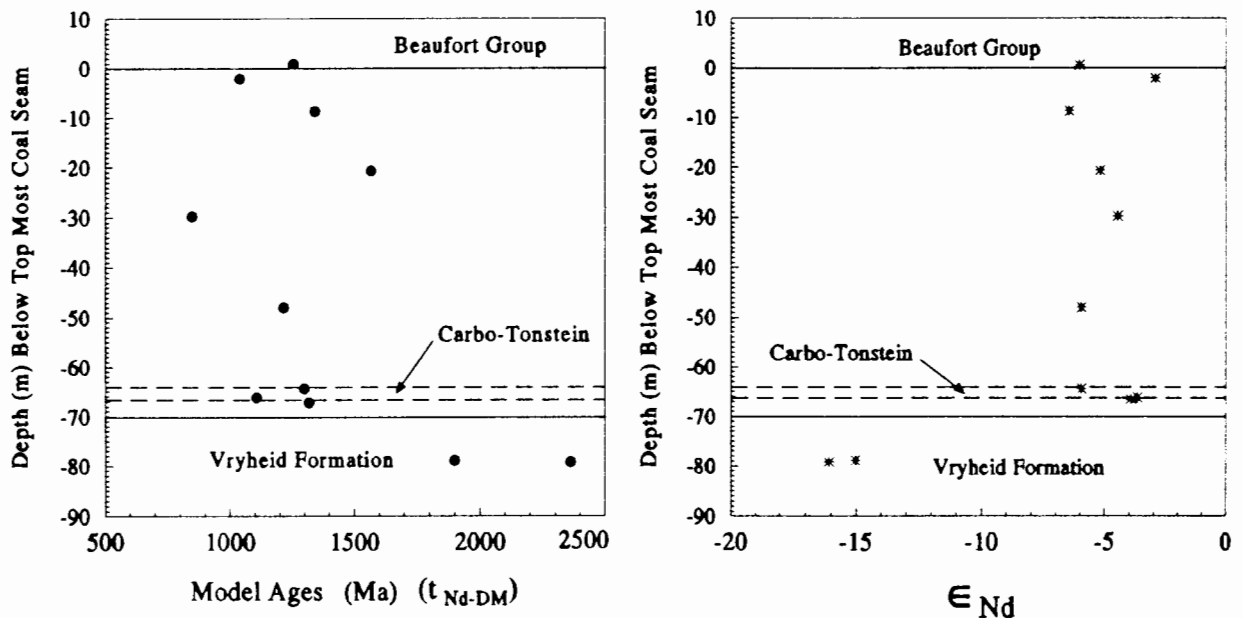 10
0
-10
-20
-30
-40
-50
-60
-70
-80
-90
Depth (m) Below Top Most Coal Seam
Beaufort Group
Carbo-Tonstein
Vryheid Formation
500 1000 1500 2000 2500
Model Ages (Ma) (t Nd-DM)
10
0
-10
-20
-30
-40
-50
-60
-70
-80
-90
Depth (m) Below Top Most Coal Seam
Beaufort Group
Carbo-Tonstein
Vryheid Formation
-20 -15 -10 -5 0
∈ Nd